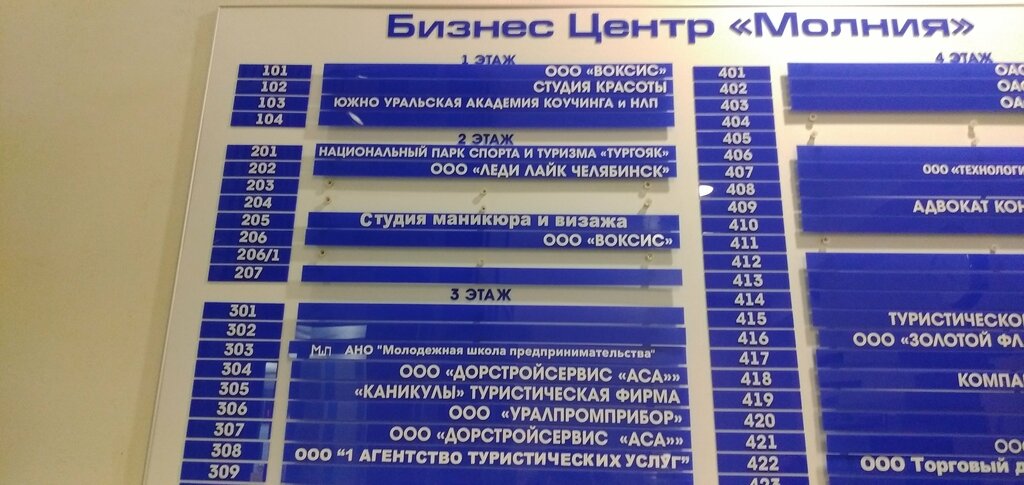 Бизнес Центр «Молния»
1 ЭТАЖ
101 ООО «ВОКСИС»
102 СТУДИЯ КРАСОТЫ
103 ЮЖНО УРАЛЬСКАЯ АКАДЕМИЯ КОУЧИНГА и НЛП
104
2 ЭТАЖ
201 НАЦИОНАЛЬНЫЙ ПАРК СПОРТА И ТУРИЗМА «ТУРГОЯК»
202 ООО «ЛЕДИ ЛАЙК ЧЕЛЯБИНСК»
203
204
205 Студия маникюра и визажа
206 ООО «ВОКСИС»
206/1
207
3 ЭТАЖ
301
302
303 АНО "Молодежная школа предпринимательства"
304 ООО «ДОРСТРОЙСЕРВИС «АСА»»
305 «КАНИКУЛЫ» ТУРИСТИЧЕСКАЯ ФИРМА
306 ООО «УРАЛПРОМПРИБОР»
307 ООО «ДОРСТРОЙСЕРВИС «АСА»»
308 ООО "1 АГЕНТСТВО ТУРИСТИЧЕСКИХ УСЛУГ"
309
4 ЭТАЖ
401
402
403
404
405
406
407 ООО
408
409 АДВОКАТ
410
411
412
413
414
415
416 ООО «ЗОЛОТОЙ
417
418
419
420
421
422 ООО Торговый
423